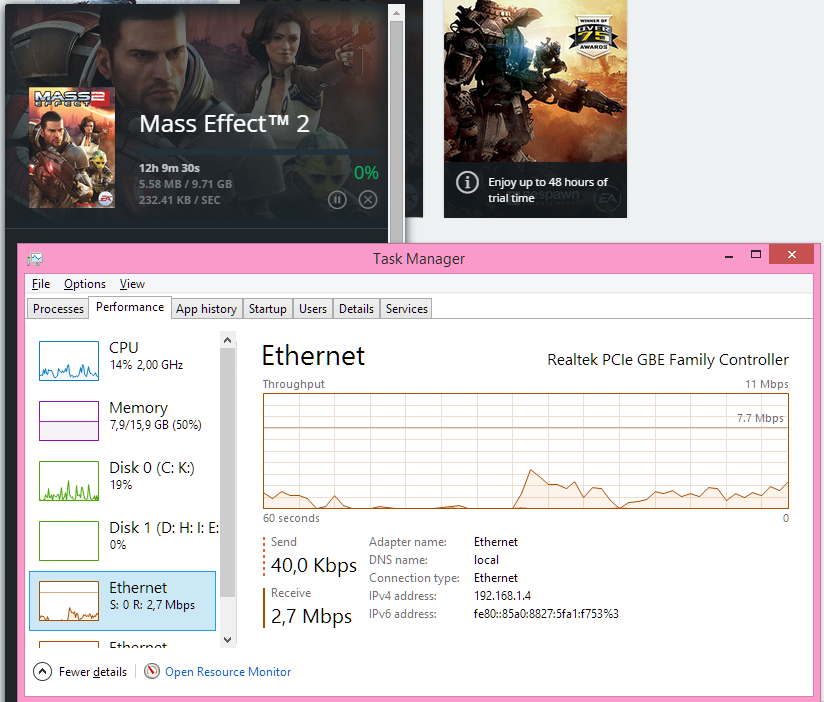 WINNER OF
OVER
75
AWARDS
MASS 2
EFFECT
EA
Mass Effect™ 2
12h 9m 30s
0%
5.58 MB / 9.71 GB
232.41 KB / SEC
Enjoy up to 48 hours of
trial time
respawn
EA
Task Manager
File Options View
Processes Performance App history Startup Users Details Services
CPU
14% 2,00 GHz
Memory
7,9/15,9 GB (50%)
Disk 0 (C: K:)
19%
Disk 1 (D: H: I: E:
0%
Ethernet
S: 0 R: 2,7 Mbps
Ethernet
Ethernet
Realtek PCIe GBE Family Controller
Throughput
11 Mbps
7.7 Mbps
60 seconds
0
Send
40,0 Kbps
Receive
2,7 Mbps
Adapter name: Ethernet
DNS name: local
Connection type: Ethernet
IPv4 address: 192.168.1.4
IPv6 address: fe80::85a0:8827:5fa1:f753%3
Fewer details
Open Resource Monitor